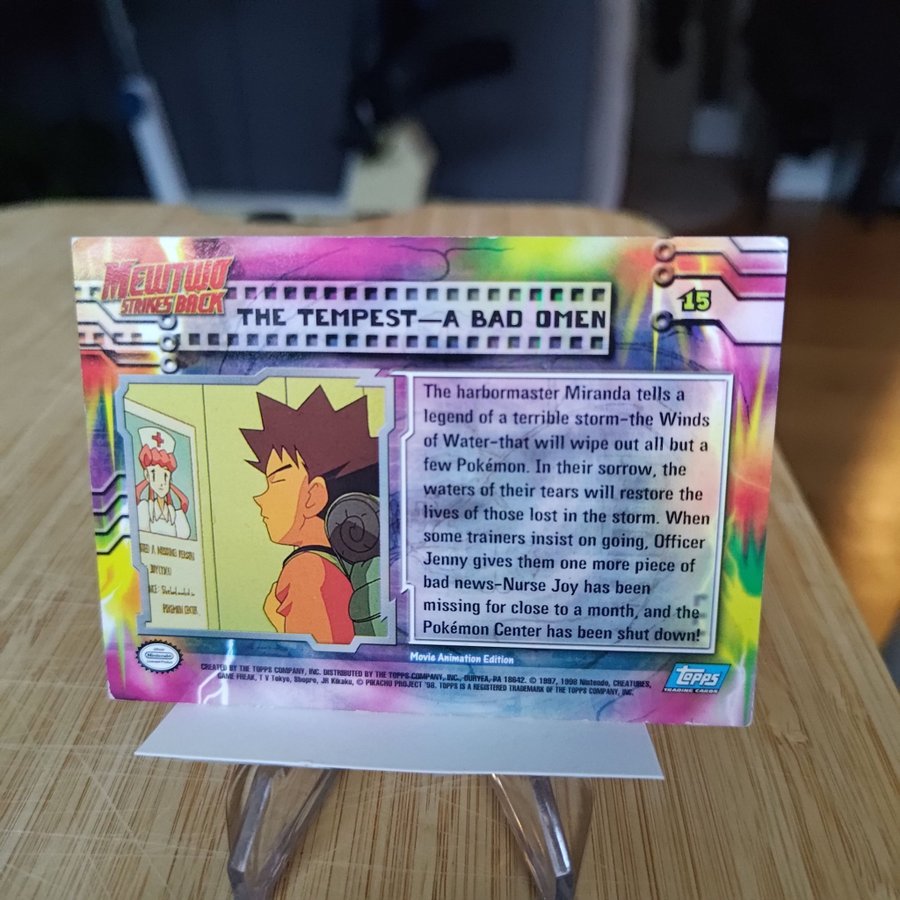 MEWTWO
STRIKES BACK
THE TEMPEST—A BAD OMEN
15
The harbormaster Miranda tells a
legend of a terrible storm–the Winds
of Water–that will wipe out all but a
few Pokémon. In their sorrow, the
waters of their tears will restore the
lives of those lost in the storm. When
some trainers insist on going, Officer
Jenny gives them one more piece of
bad news–Nurse Joy has been
missing for close to a month, and the
Pokémon Center has been shut down!
A MISSING PERSON
POKEMON CENTER
Nintendo
Movie Animation Edition
CREATED BY THE TOPPS COMPANY, INC. DISTRIBUTED BY THE TOPPS COMPANY, INC., DURYEA, PA 18642. © 1997, 1998 Nintendo, CREATURES,
GAME FREAK, T V Tokyo, Shopro, JR Kikaku, © PIKACHU PROJECT '98. TOPPS IS A REGISTERED TRADEMARK OF THE TOPPS COMPANY, INC.
topps
TRADING CARDS